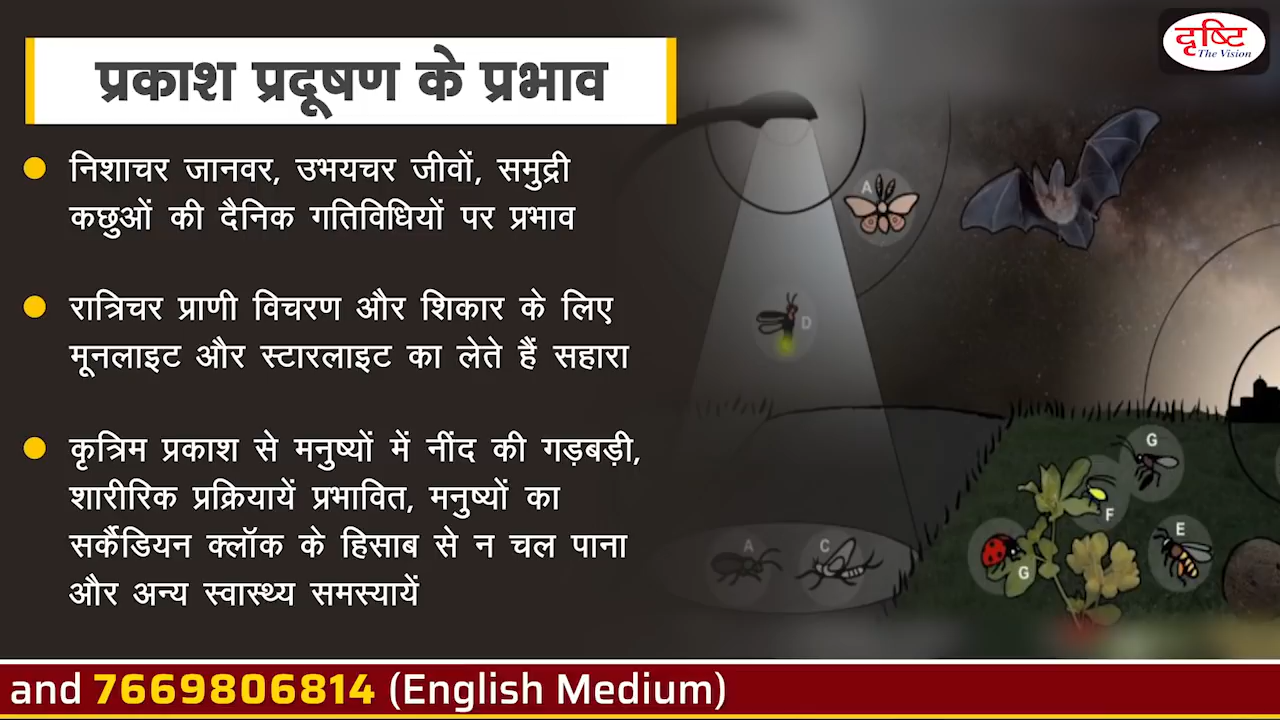 दृष्टि
The Vision
प्रकाश प्रदूषण के प्रभाव
निशाचर जानवर, उभयचर जीवों, समुद्री
कछुओं की दैनिक गतिविधियों पर प्रभाव
रात्रिचर प्राणी विचरण और शिकार के लिए
मूनलाइट और स्टारलाइट का लेते हैं सहारा
कृत्रिम प्रकाश से मनुष्यों में नींद की गड़बड़ी,
शारीरिक प्रक्रियायें प्रभावित, मनुष्यों का
सर्कैडियन क्लॉक के हिसाब से न चल पाना
और अन्य स्वास्थ्य समस्यायें
A
D
G
F
E
G
A
C
and 7669806814 (English Medium)